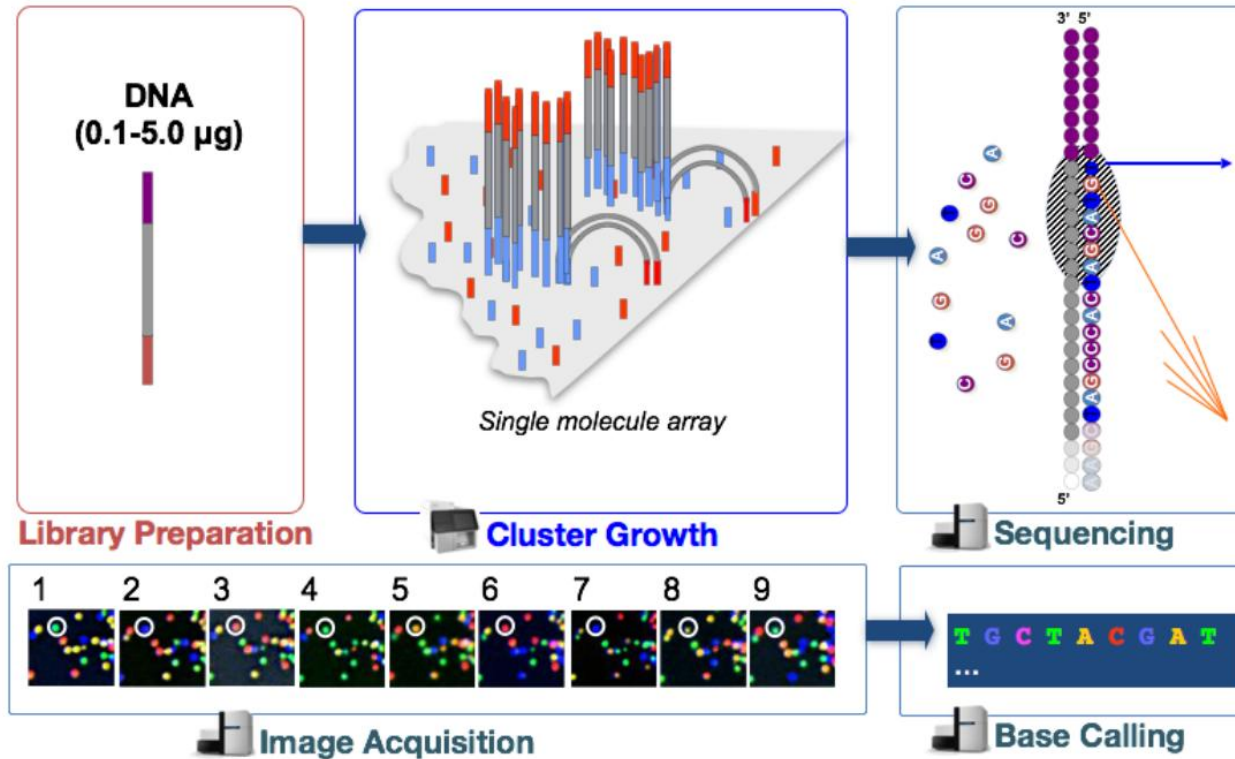 DNA
(0.1-5.0 µg)
Library Preparation
Single molecule array
Cluster Growth
3' 5'
A
C
G
G
C
A
G
A
G
C
G
C
A
C
G
A
C
A
C
C
C
G
A
C
G
A
A
5'
Sequencing
1 2 3 4 5 6 7 8 9
Image Acquisition
T G C T A C G A T
...
Base Calling